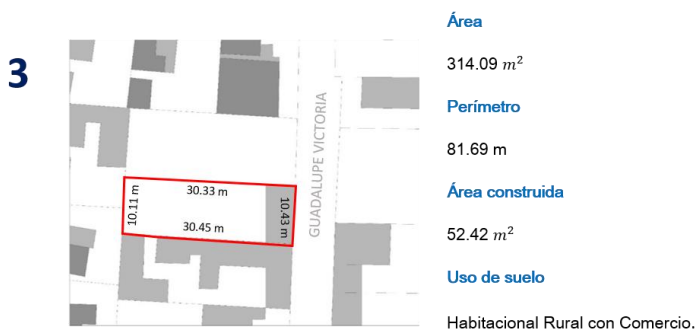 3
Área
314.09 m²
Perímetro
81.69 m
Área construida
52.42 m²
Uso de suelo
Habitacional Rural con Comercio.
GUADALUPE VICTORIA
10.11 m
30.33 m
30.45 m
10.43 m